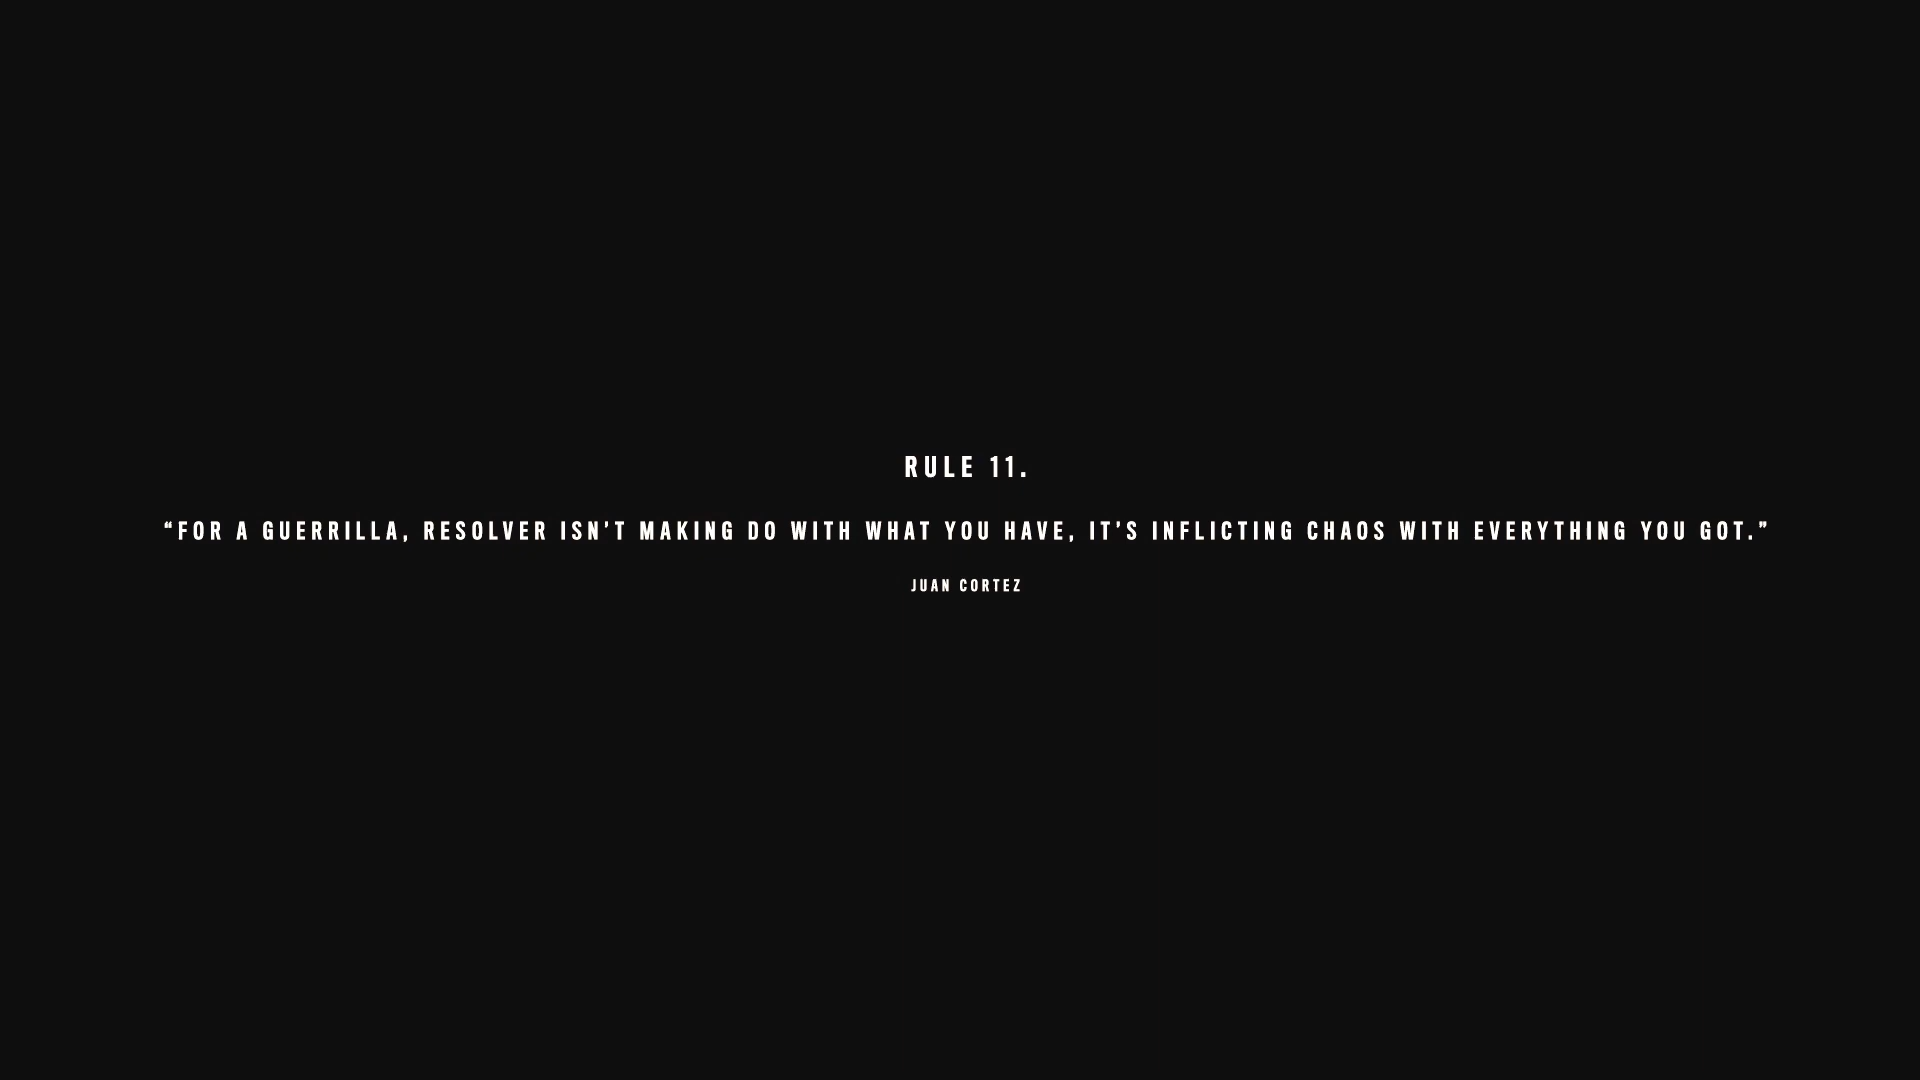 RULE 11.
“FOR A GUERRILLA, RESOLVER ISN’T MAKING DO WITH WHAT YOU HAVE, IT’S INFLICTING CHAOS WITH EVERYTHING YOU GOT.”
JUAN CORTEZ